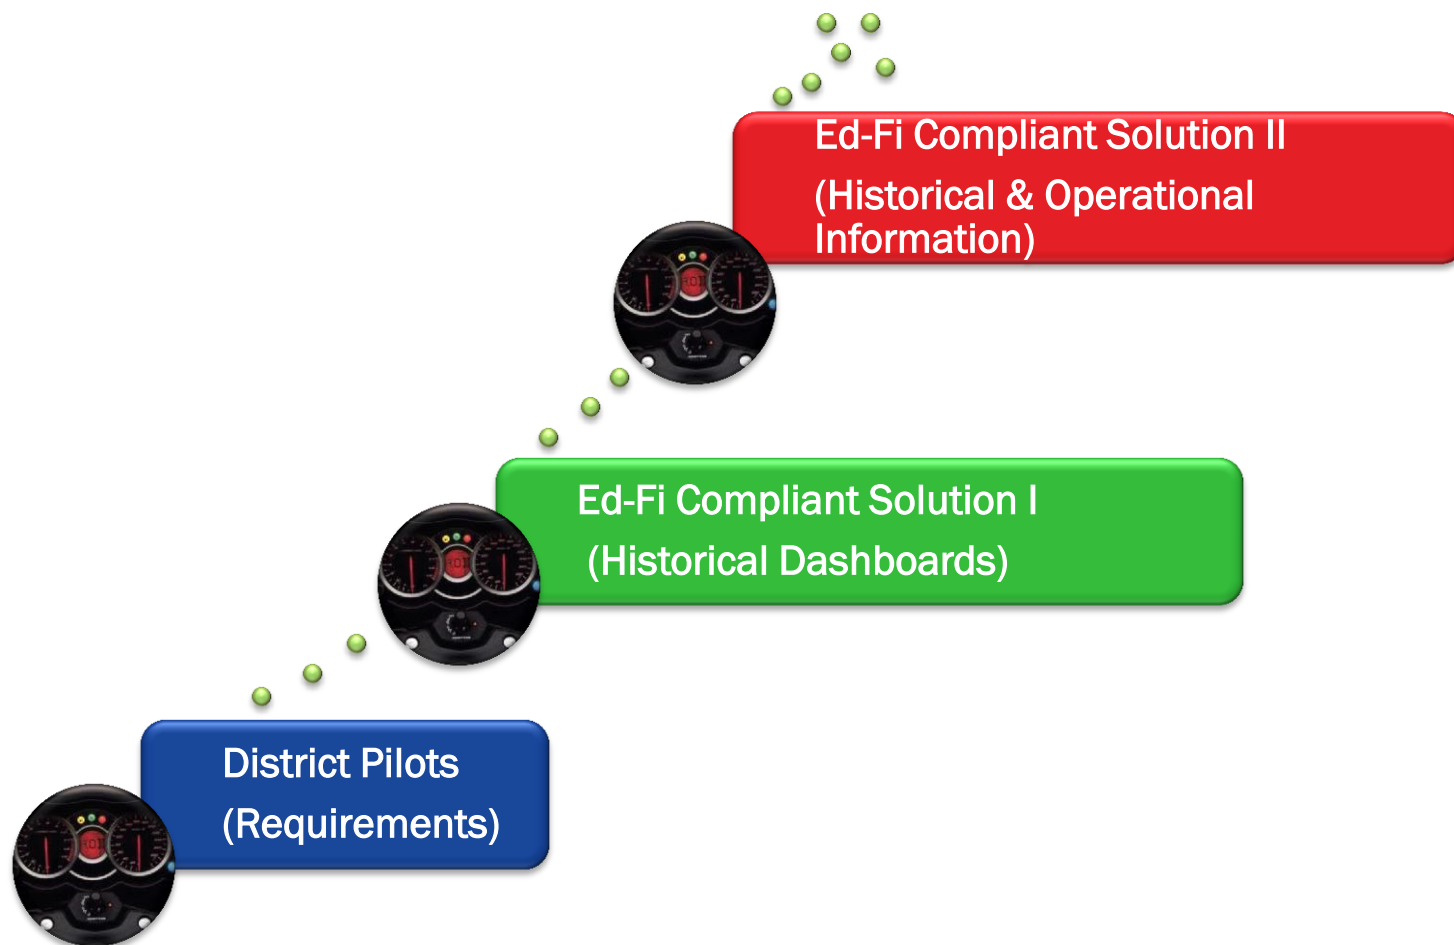 Ed-Fi Compliant Solution II
(Historical & Operational
Information)
Ed-Fi Compliant Solution I
(Historical Dashboards)
District Pilots
(Requirements)